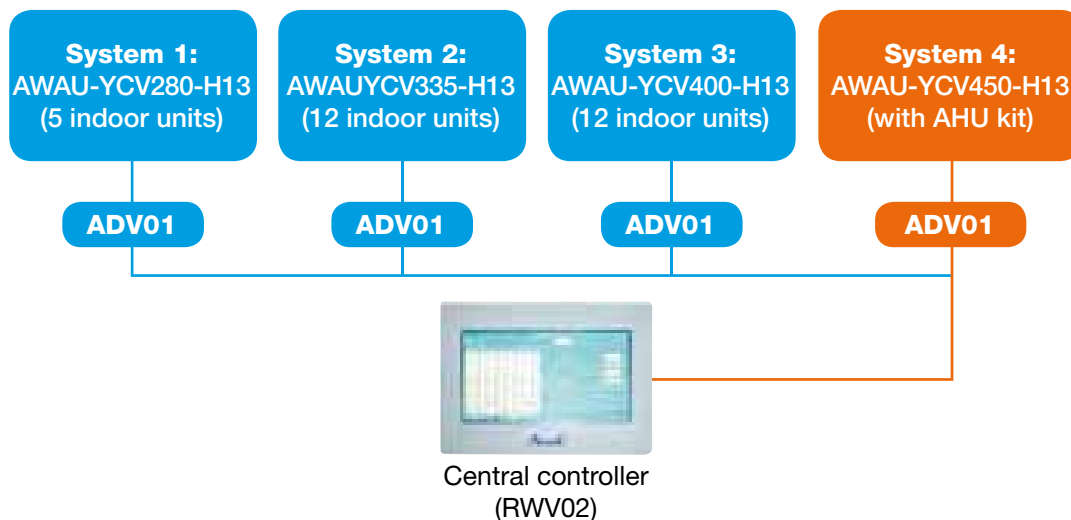 System 1:
AWAU-YCV280-H13
(5 indoor units)
System 2:
AWAUYCV335-H13
(12 indoor units)
System 3:
AWAU-YCV400-H13
(12 indoor units)
System 4:
AWAU-YCV450-H13
(with AHU kit)
ADV01
ADV01
ADV01
ADV01
Central controller
(RWV02)